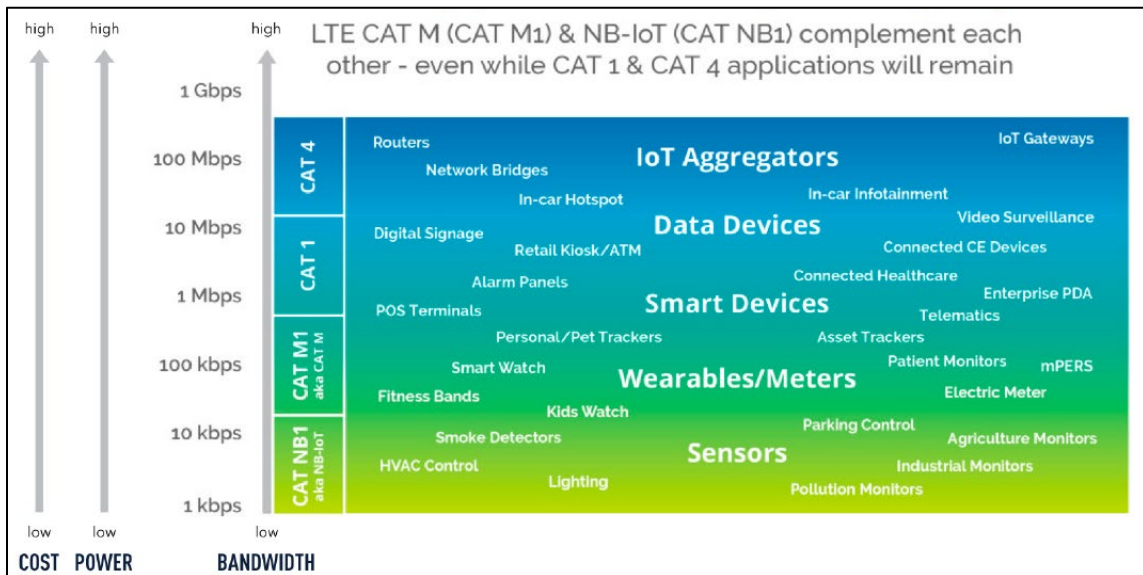 high
high
high
LTE CAT M (CAT M1) & NB-IoT (CAT NB1) complement each
other - even while CAT 1 & CAT 4 applications will remain
1 Gbps
100 Mbps
10 Mbps
1 Mbps
100 kbps
10 kbps
1 kbps
CAT 4
CAT 1
CAT M1
aka CAT M
CAT NB1
aka NB-IoT
Routers
IoT Gateways
IoT Aggregators
Network Bridges
In-car Hotspot
In-car Infotainment
Data Devices
Video Surveillance
Digital Signage
Retail Kiosk/ATM
Connected CE Devices
Alarm Panels
Connected Healthcare
Smart Devices
Enterprise PDA
POS Terminals
Telematics
Personal/Pet Trackers
Asset Trackers
Smart Watch
Patient Monitors
mPERS
Wearables/Meters
Fitness Bands
Electric Meter
Kids Watch
Parking Control
Smoke Detectors
Agriculture Monitors
Sensors
HVAC Control
Industrial Monitors
Lighting
Pollution Monitors
low
low
low
COST
POWER
BANDWIDTH